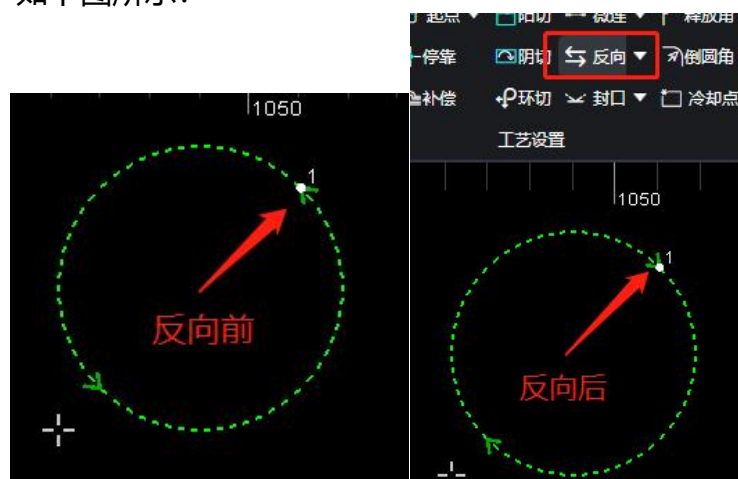 如下图所示:
起点 ▼ 阳切 微连 ▼ 释放角
停靠 阴切 反向 ▼ 倒圆角
补偿 环切 封口 ▼ 冷却点
工艺设置
1050
1
反向前
1050
1
反向后